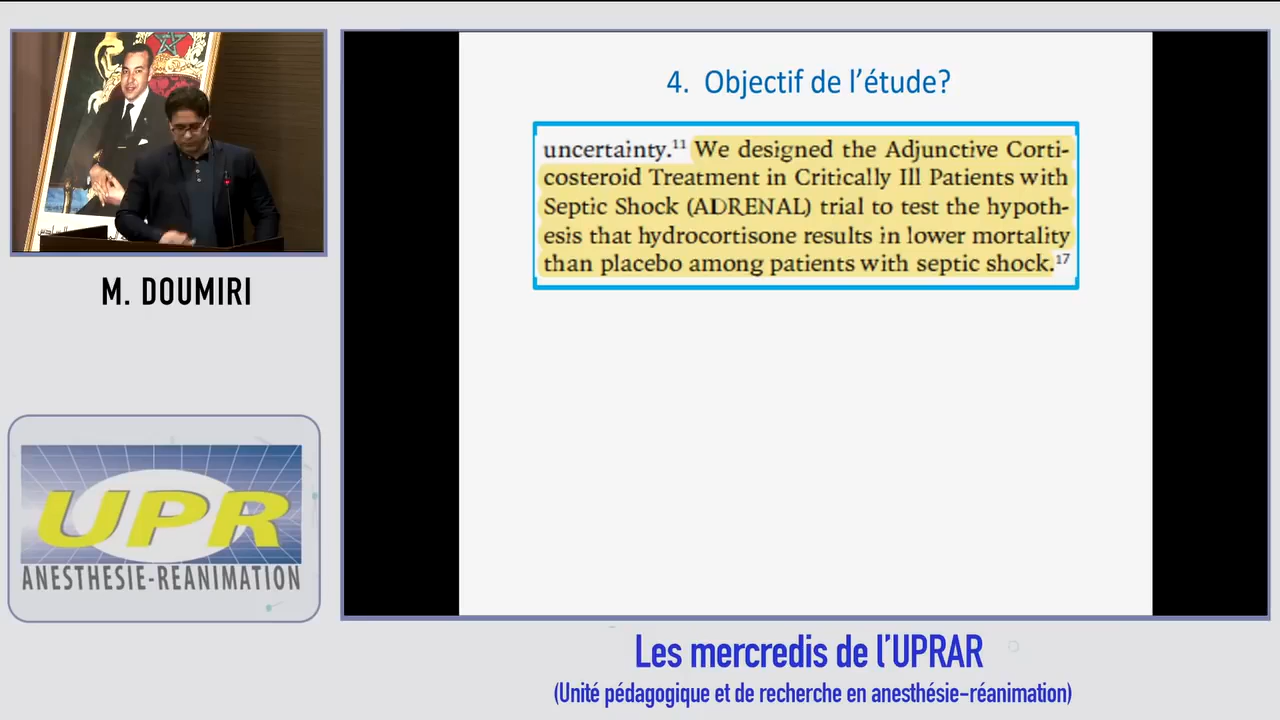 4. Objectif de l'étude?
uncertainty.¹¹ We designed the Adjunctive Corti-
costeroid Treatment in Critically Ill Patients with
Septic Shock (ADRENAL) trial to test the hypoth-
esis that hydrocortisone results in lower mortality
than placebo among patients with septic shock.¹⁷
M. DOUMIRI
UPR
ANESTHESIE-REANIMATION
Les mercredis de l'UPRAR
(Unité pédagogique et de recherche en anesthésie-réanimation)